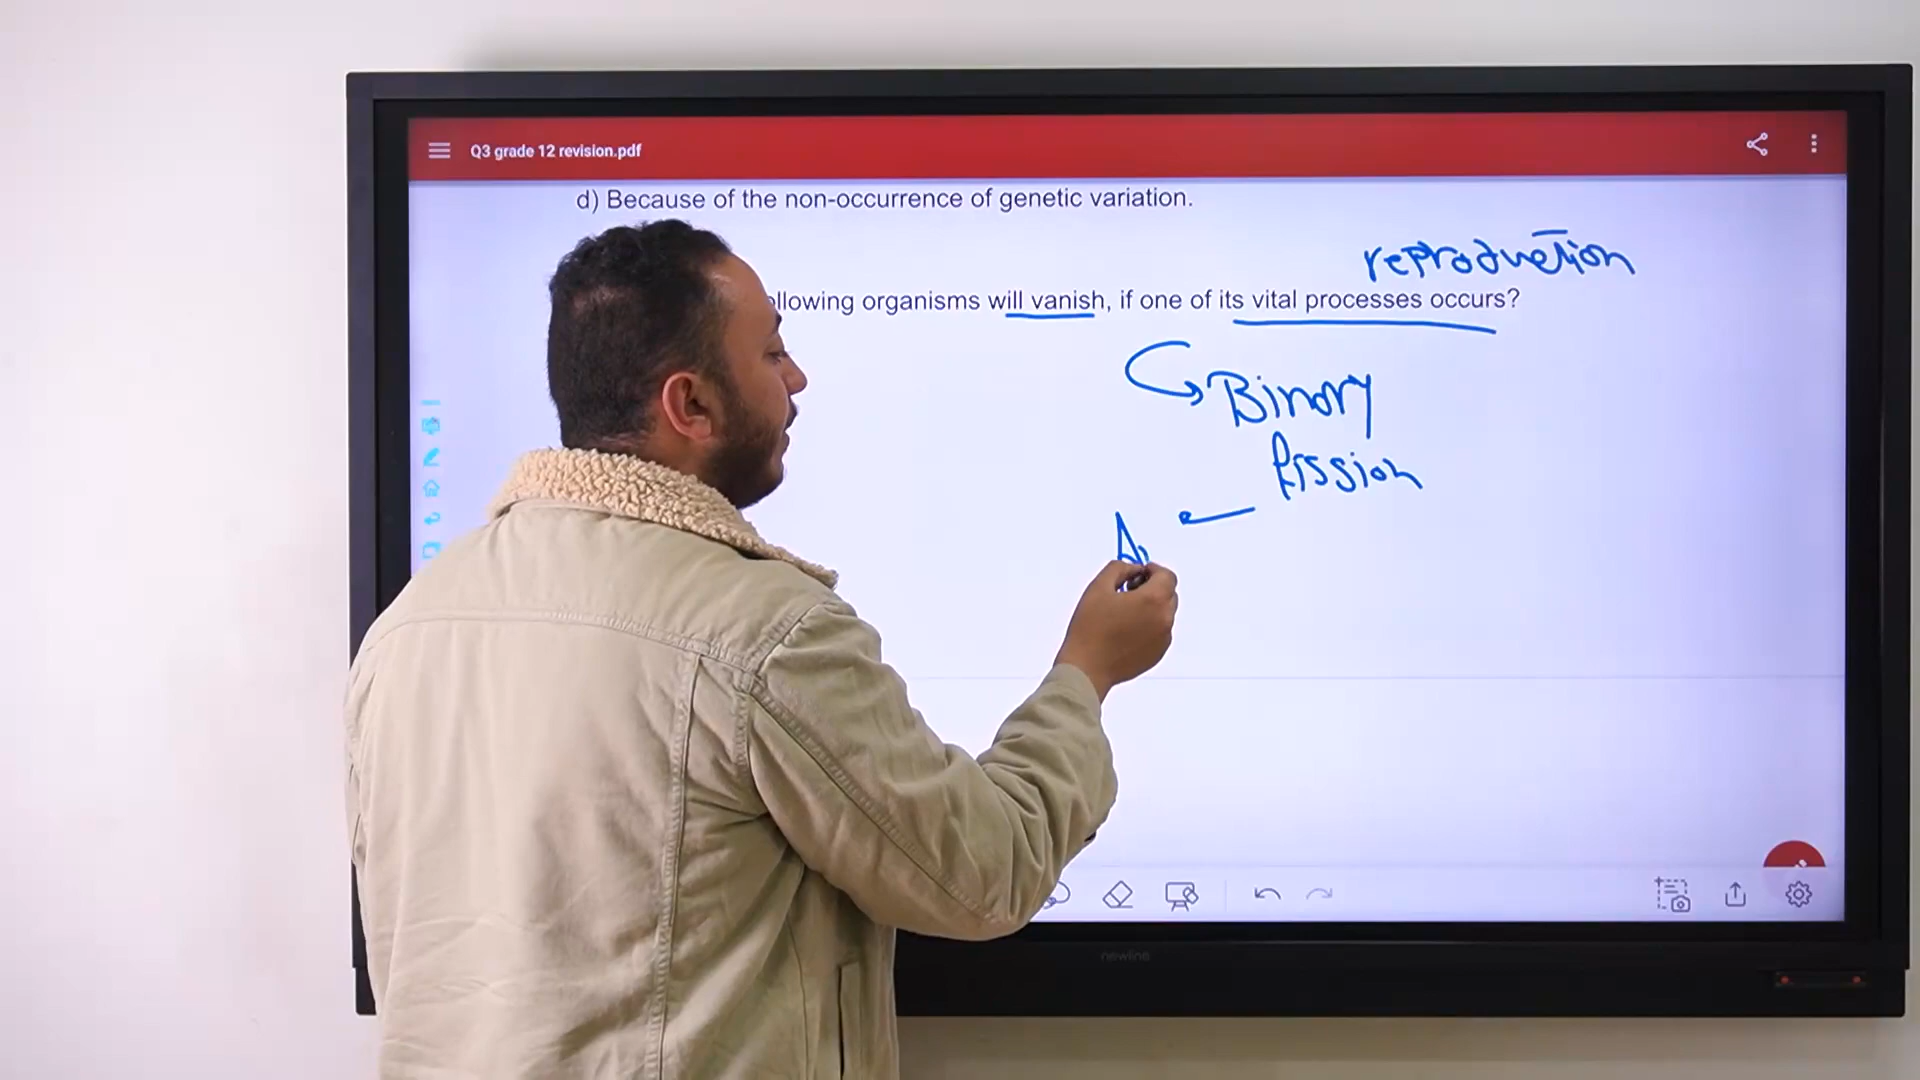 Q3 grade 12 revision.pdf
d) Because of the non-occurrence of genetic variation.
reproduction
llowing organisms will vanish, if one of its vital processes occurs?
Binary
fission
newline